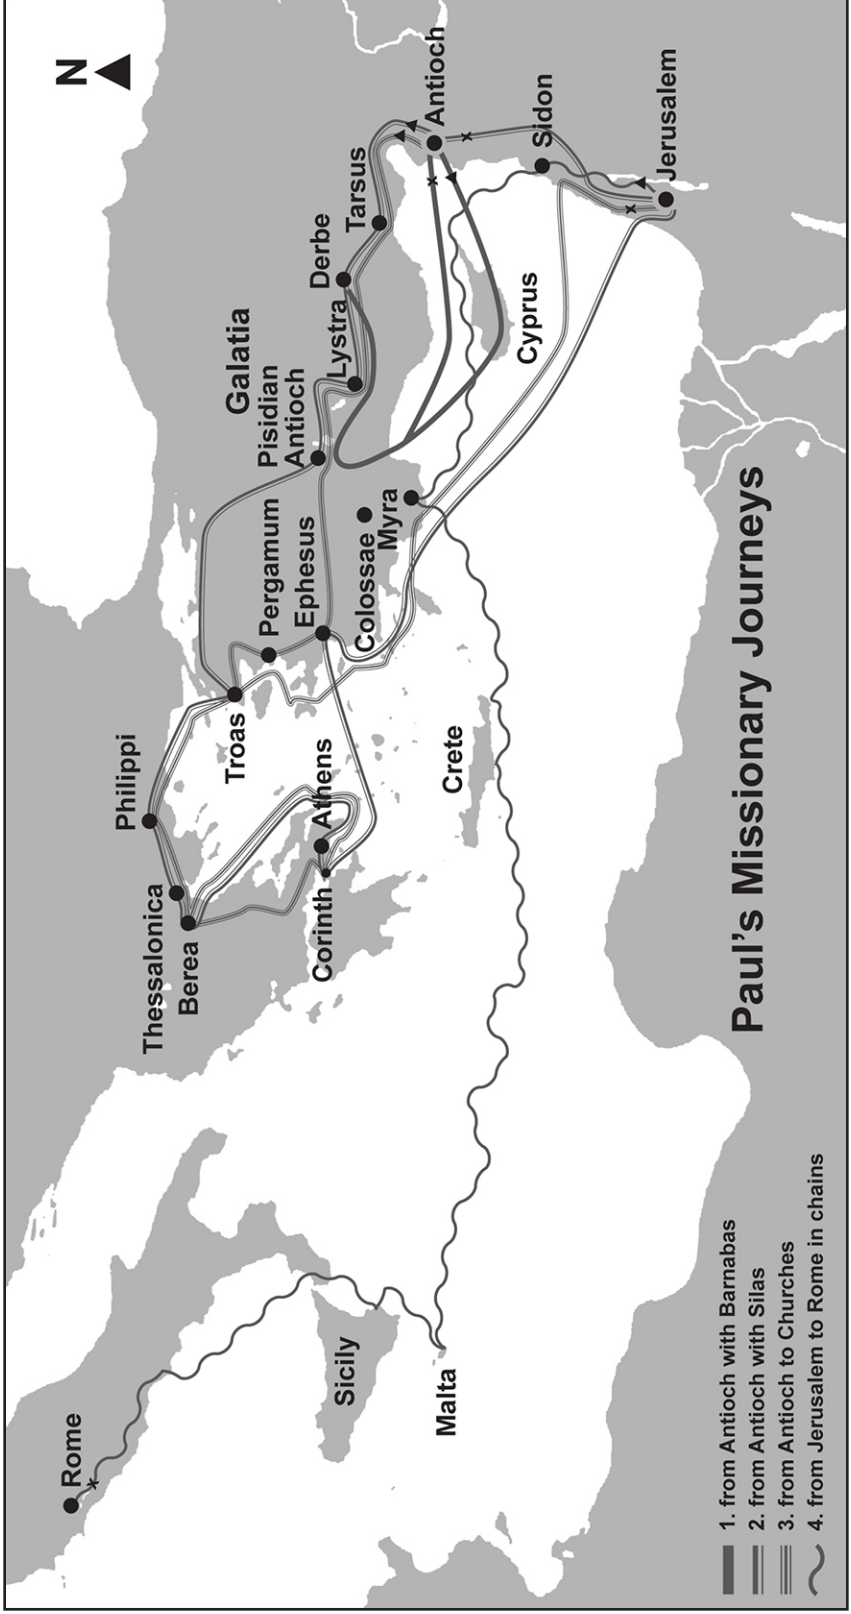 N
Rome
Sicily
Malta
Thessalonica
Berea
Philippi
Troas
Corinth
Athens
Crete
Pergamum
Ephesus
Colossae
Myra
Galatia
Pisidian
Antioch
Lystra
Derbe
Tarsus
Cyprus
Antioch
Sidon
Jerusalem
Paul's Missionary Journeys
1. from Antioch with Barnabas
2. from Antioch with Silas
3. from Antioch to Churches
4. from Jerusalem to Rome in chains